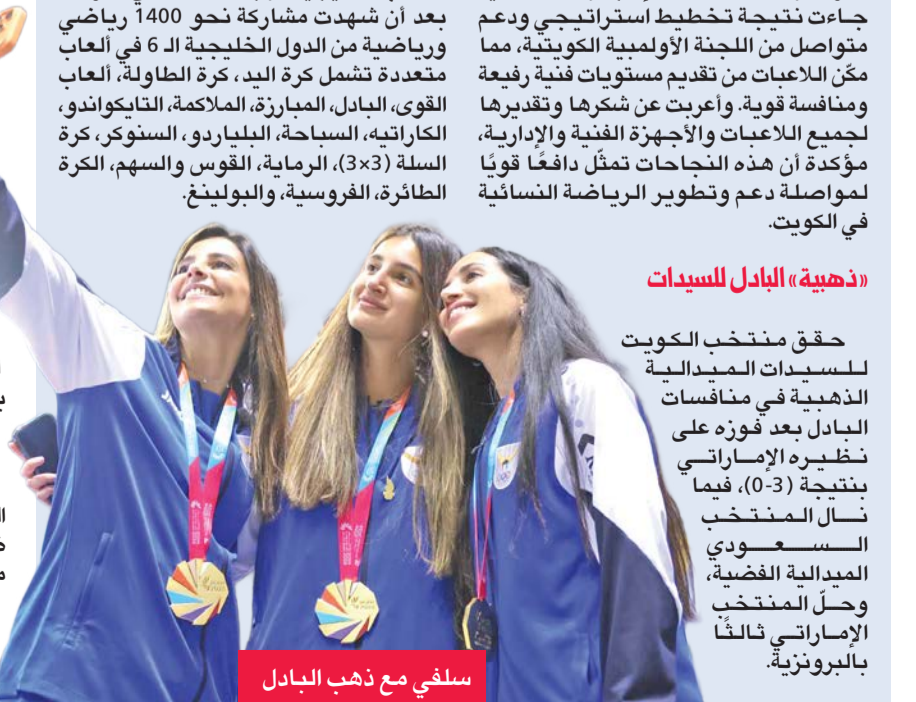 جاءت نتيجة تخطيط استراتيجي ودعم
متواصل من اللجنة الأولمبية الكويتية، مما
مكّن اللاعبات من تقديم مستويات فنية رفيعة
ومنافسة قوية. وأعربت عن شكرها وتقديرها
لجميع اللاعبات والأجهزة الفنية والإدارية،
مؤكدة أن هذه النجاحات تمثّل دافعًا قويًا
لمواصلة دعم وتطوير الرياضة النسائية
في الكويت.
«ذهبية» البادل للسيدات
حقق منتخب الكويت
للسيدات الميدالية
الذهبية في منافسات
البادل بعد فوزه على
نظيره الإماراتي
بنتيجة (3-0)، فيما
نال المنتخب
السعودي
الميدالية الفضية،
وحلّ المنتخب
الإماراتي ثالثًا
بالبرونزية.
بعد أن شهدت مشاركة نحو 1400 رياضي
ورياضية من الدول الخليجية الـ 6 في ألعاب
متعددة تشمل كرة اليد، كرة الطاولة، ألعاب
القوى، البادل، المبارزة، الملاكمة، التايكواندو،
الكاراتيه، السباحة، البلياردو، السنوكر، كرة
السلة (3×3)، الرماية، القوس والسهم، الكرة
الطائرة، الفروسية، والبولينغ.
سلفي مع ذهب البادل